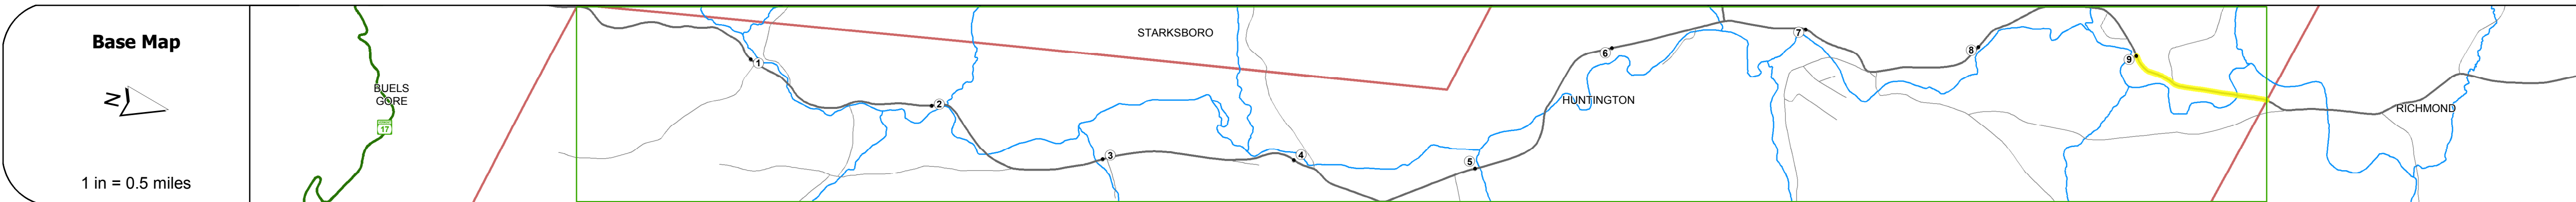 Base Map
N
1 in = 0.5 miles
BUELS
GORE
17
1
2
3
STARKSBORO
4
5
6
HUNTINGTON
7
8
9
RICHMOND